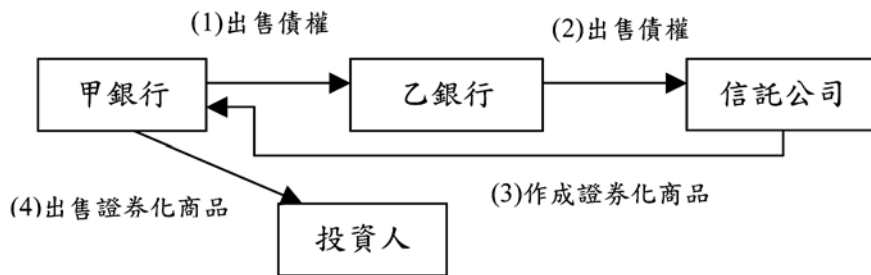 (1)出售債權
(2)出售債權
甲銀行
乙銀行
信託公司
(4)出售證券化商品
(3)作成證券化商品
投資人